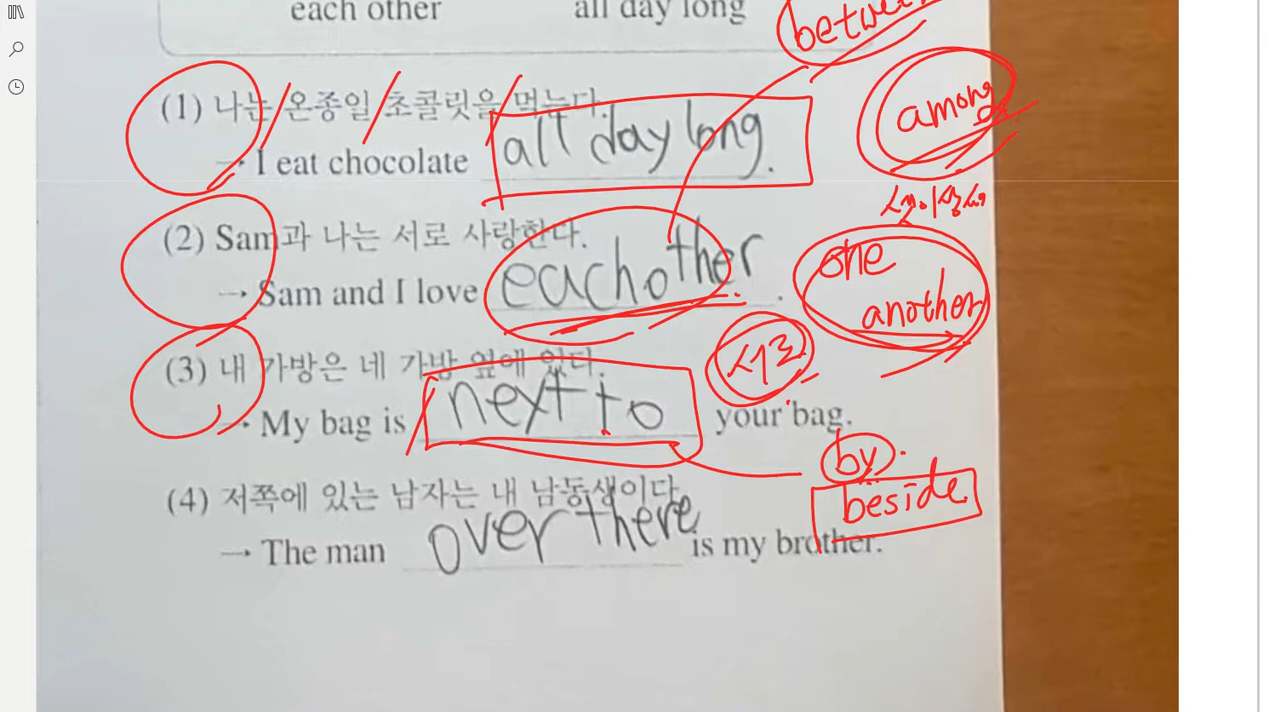 each other all day long
between
among
(1) 나는 온종일 초콜릿을 먹는다.
→ I eat chocolate all day long.
(2) Sam과 나는 서로 사랑한다.
→ Sam and I love each other.
one
another
(3) 내 가방은 네 가방 옆에 있다.
서로
→ My bag is next to your bag.
by.
beside
(4) 저쪽에 있는 남자는 내 남동생이다.
→ The man over there is my brother.